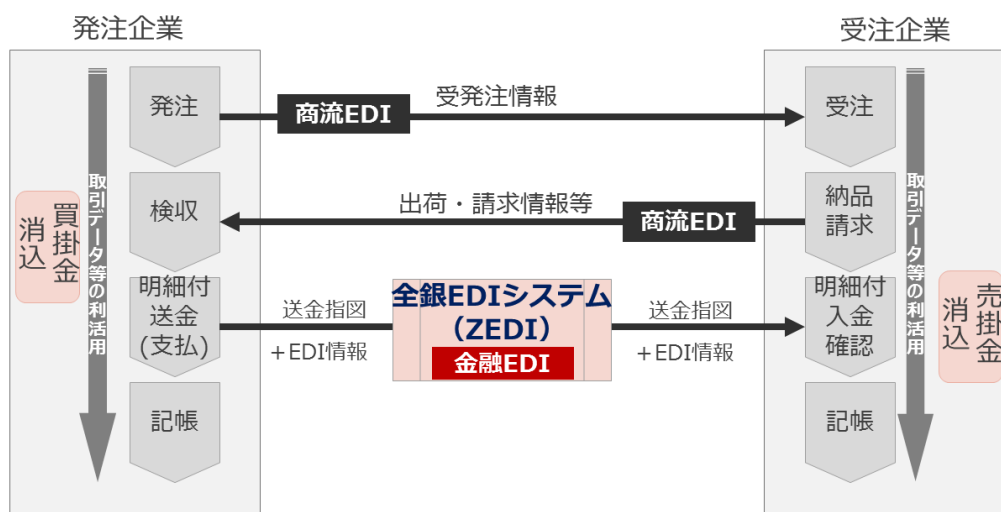 発注企業
受注企業
発注
商流EDI
受発注情報
受注
検収
出荷・請求情報等
商流EDI
納品
請求
買掛金
消込
取引データ等の利活用
明細付
送金
(支払)
送金指図
＋EDI情報
全銀EDIシステム
（ZEDI）
金融EDI
送金指図
＋EDI情報
明細付
入金
確認
取引データ等の利活用
売掛金
消込
記帳
記帳